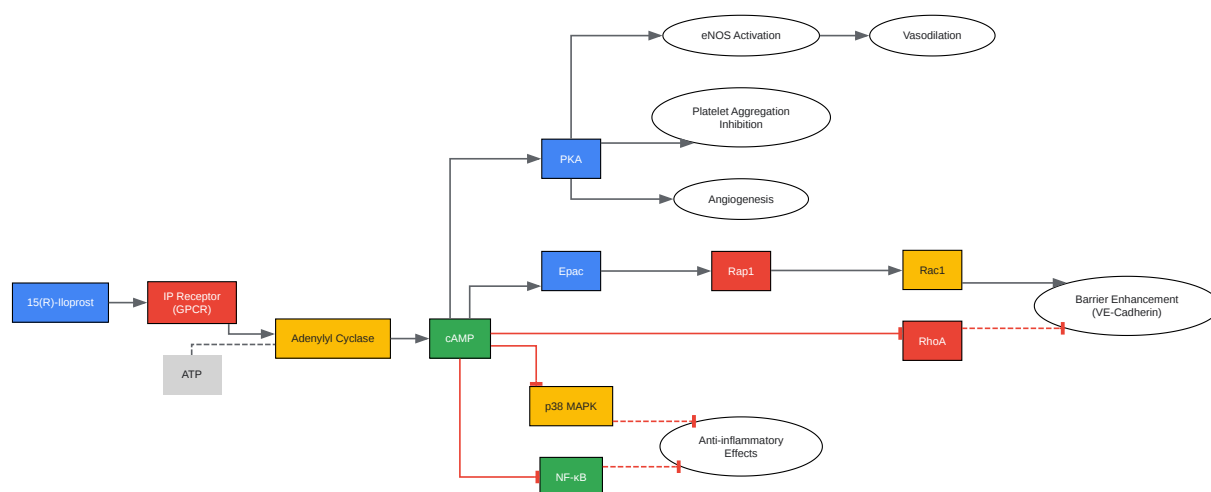 eNOS Activation
Vasodilation
Platelet Aggregation
Inhibition
PKA
Angiogenesis
Epac
Rap1
Rac1
15(R)-Iloprost
IP Receptor
(GPCR)
Barrier Enhancement
(VE-Cadherin)
Adenylyl Cyclase
cAMP
RhoA
ATP
p38 MAPK
Anti-inflammatory
Effects
NF-κB